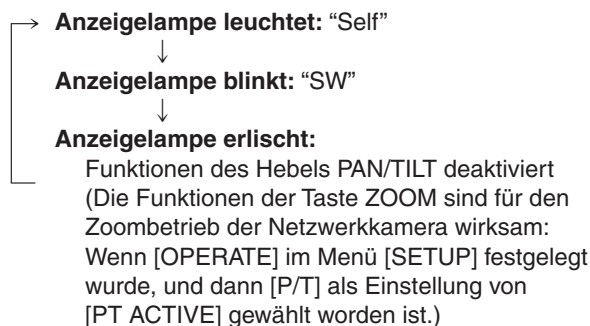 Anzeigelampe leuchtet: “Self”
Anzeigelampe blinkt: “SW”
Anzeigelampe erlischt:
Funktionen des Hebels PAN/TILT deaktiviert
(Die Funktionen der Taste ZOOM sind für den
Zoombetrieb der Netzwerkkamera wirksam:
Wenn [OPERATE] im Menü [SETUP] festgelegt
wurde, und dann [P/T] als Einstellung von
[PT ACTIVE] gewählt worden ist.)